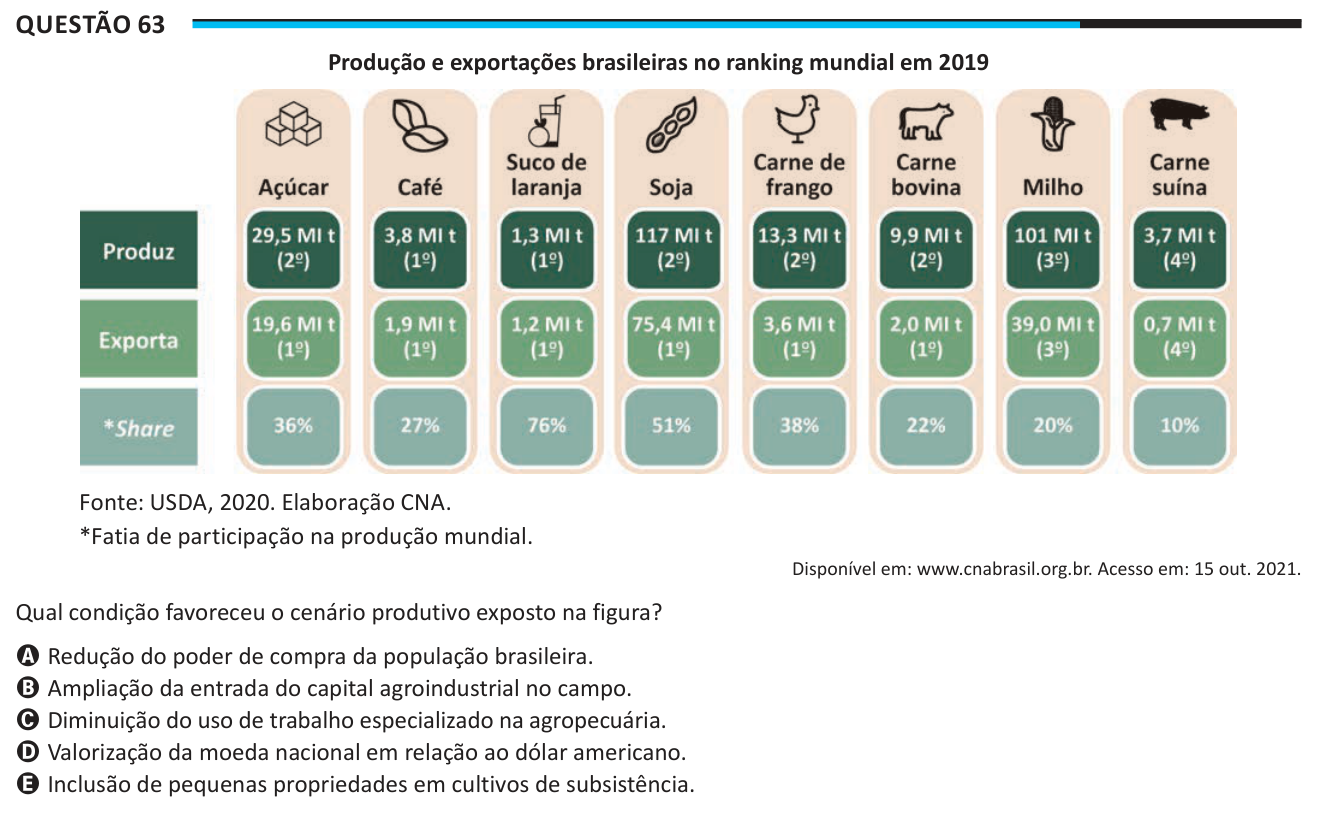 QUESTÃO 63
Produção e exportações brasileiras no ranking mundial em 2019
Açúcar
Café
Suco de
laranja
Soja
Carne de
frango
Carne
bovina
Milho
Carne
suína
Produz
29,5 MI t
(2º)
3,8 MI t
(1º)
1,3 MI t
(1º)
117 MI t
(2º)
13,3 MI t
(2º)
9,9 MI t
(2º)
101 MI t
(3º)
3,7 MI t
(4º)
Exporta
19,6 MI t
(1º)
1,9 MI t
(1º)
1,2 MI t
(1º)
75,4 MI t
(1º)
3,6 MI t
(1º)
2,0 MI t
(1º)
39,0 MI t
(3º)
0,7 MI t
(4º)
*Share
36%
27%
76%
51%
38%
22%
20%
10%
Fonte: USDA, 2020. Elaboração CNA.
*Fatia de participação na produção mundial.
Disponível em: www.cnabrasil.org.br. Acesso em: 15 out. 2021.
Qual condição favoreceu o cenário produtivo exposto na figura?
A Redução do poder de compra da população brasileira.
B Ampliação da entrada do capital agroindustrial no campo.
C Diminuição do uso de trabalho especializado na agropecuária.
D Valorização da moeda nacional em relação ao dólar americano.
E Inclusão de pequenas propriedades em cultivos de subsistência.